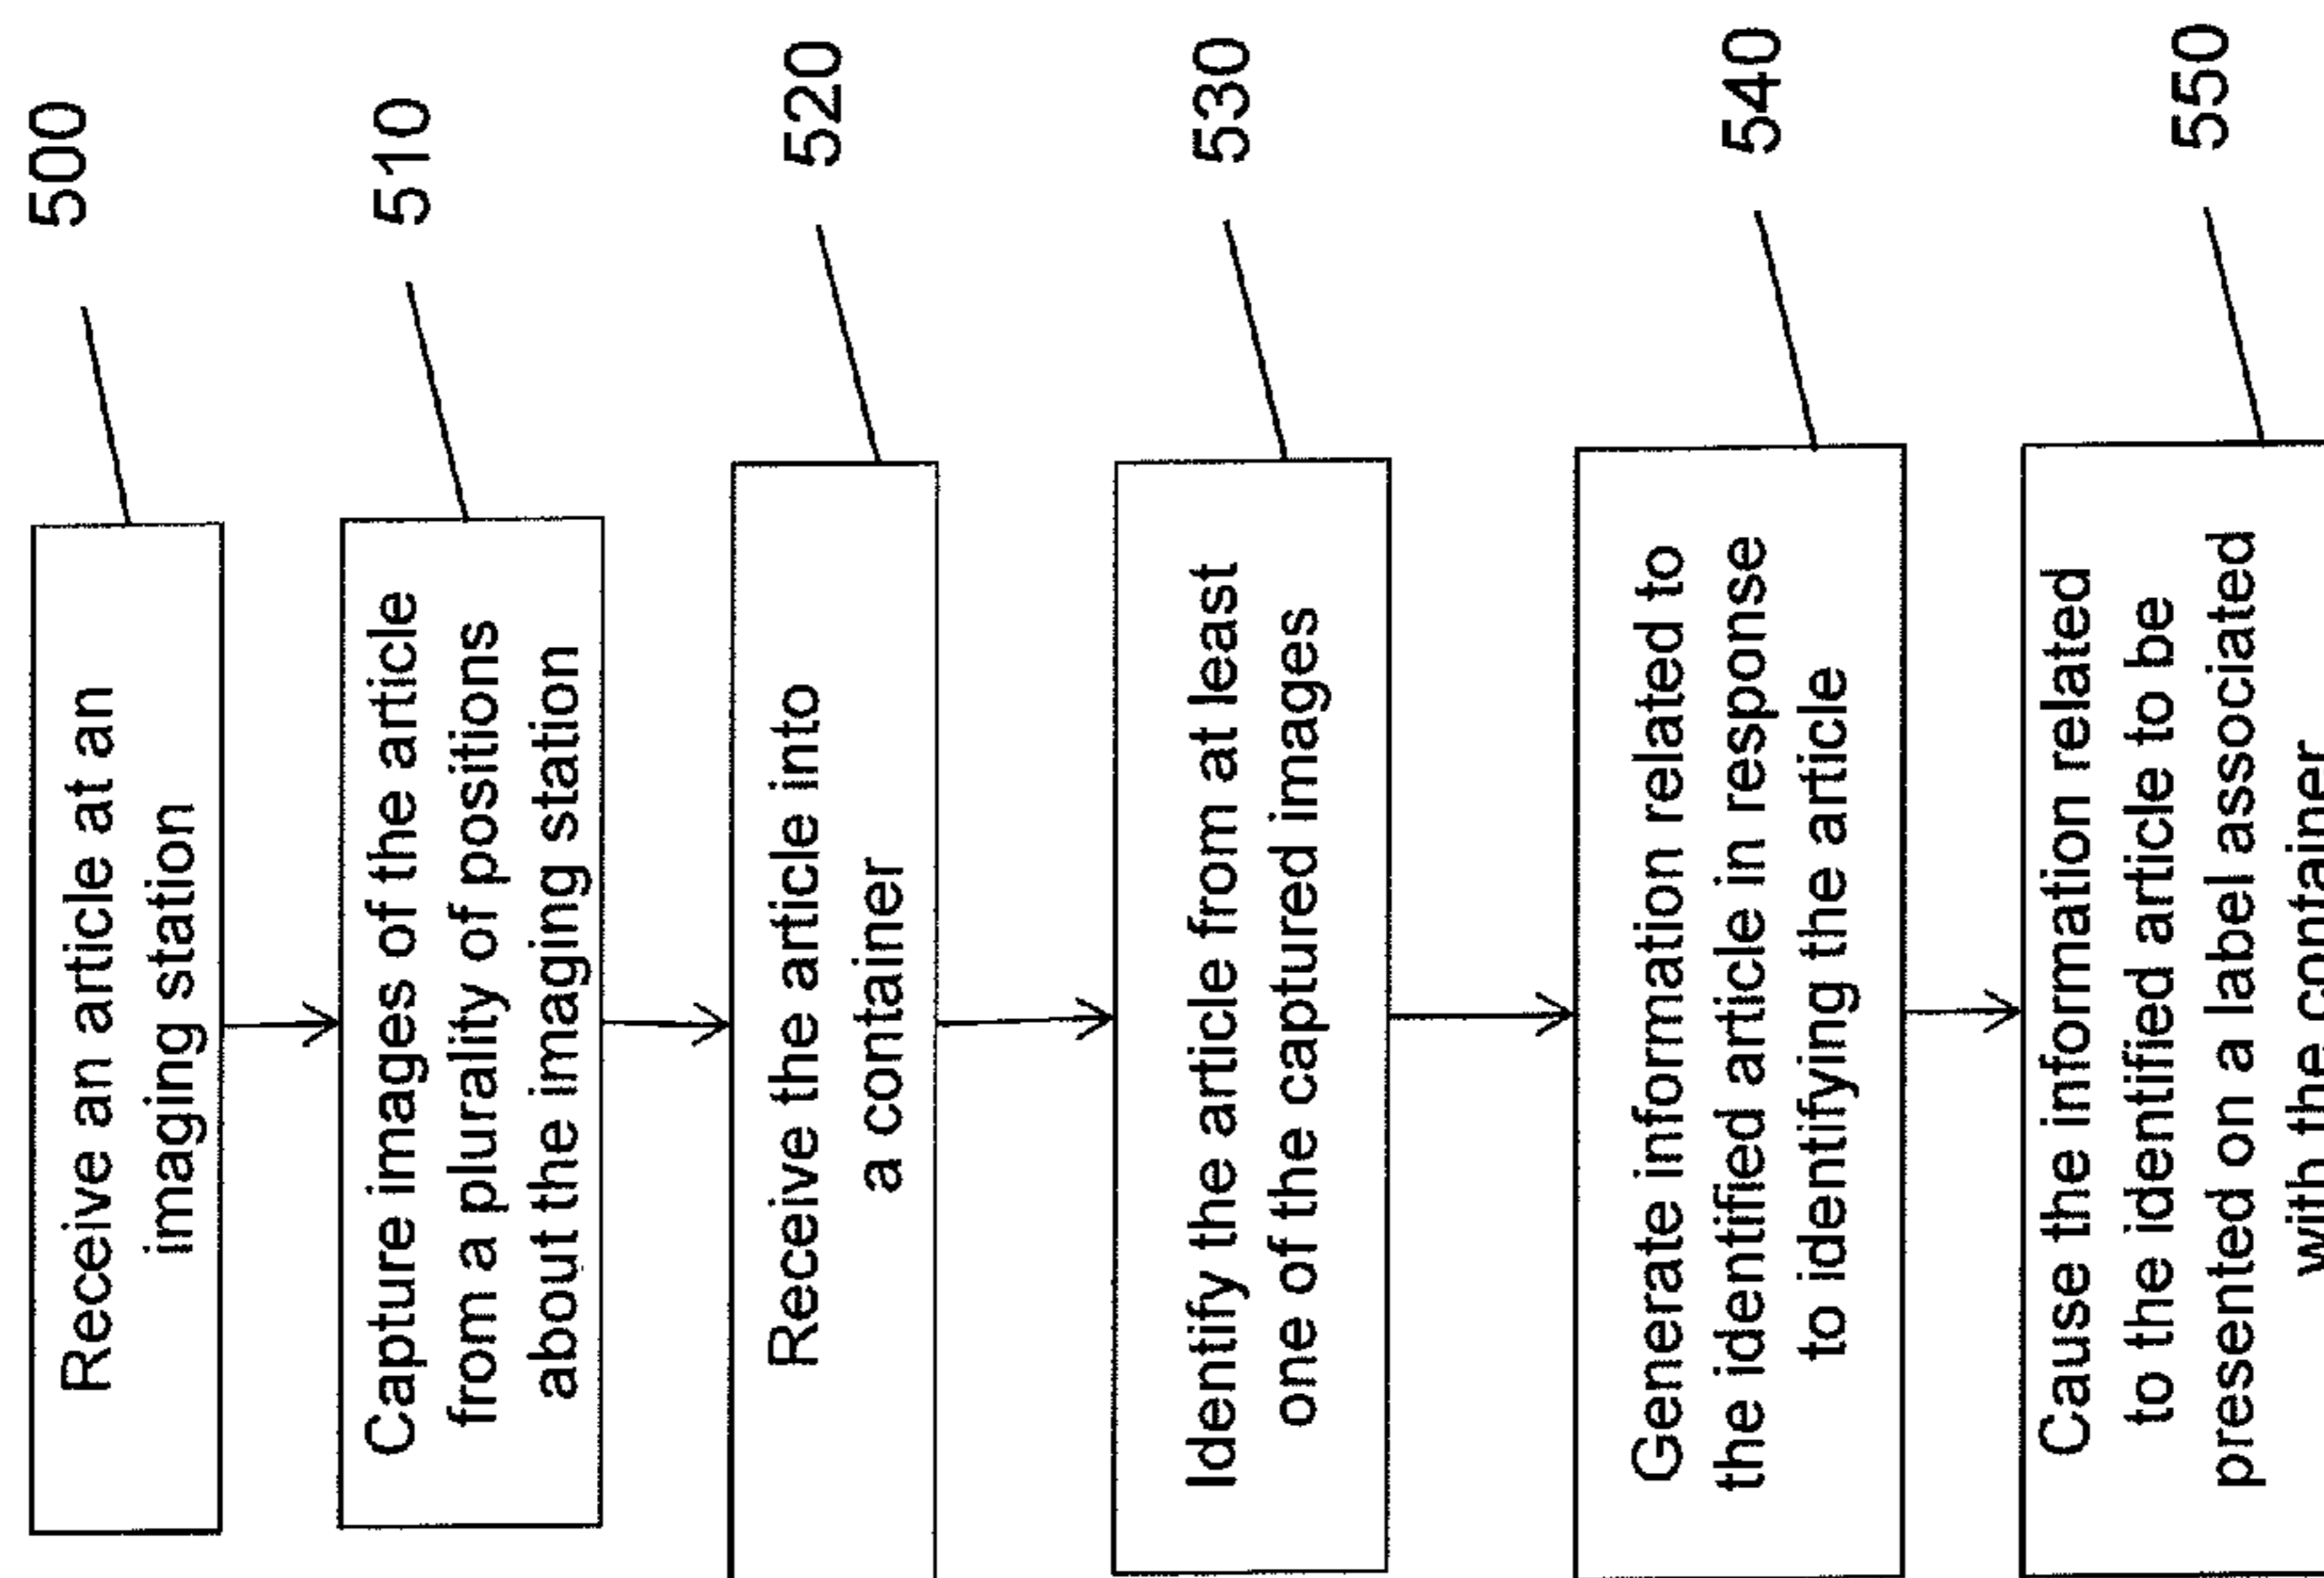 500
Receive an article at an
imaging station
510
Capture images of the article
from a plurality of positions
about the imaging station
520
Receive the article into
a container
530
Identify the article from at least
one of the captured images
540
Generate information related to
the identified article in response
to identifying the article
550
Cause the information related
to the identified article to be
presented on a label associated
with the container